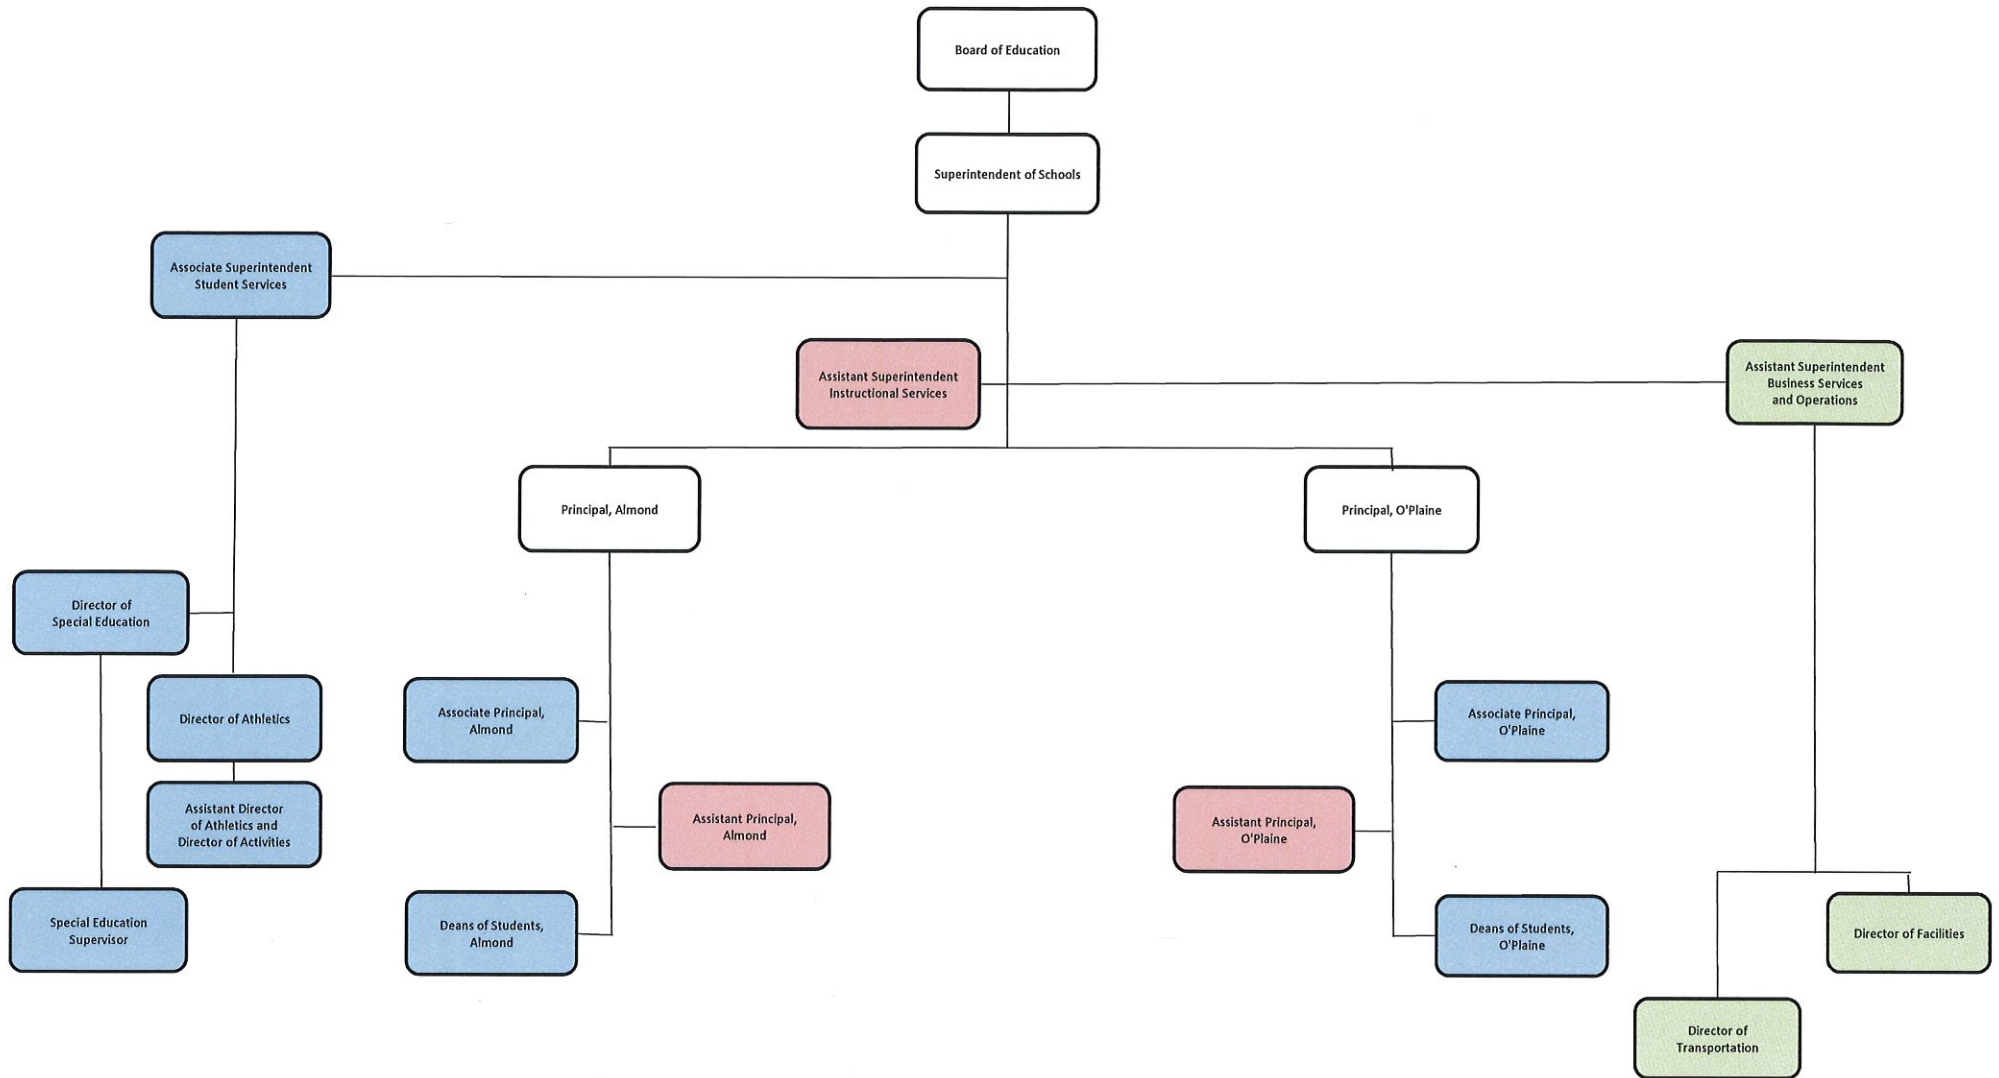 Board of Education
Superintendent of Schools
Associate Superintendent
Student Services
Assistant Superintendent
Instructional Services
Assistant Superintendent
Business Services
and Operations
Principal, Almond
Principal, O'Plaine
Director of
Special Education
Director of Athletics
Associate Principal,
Almond
Associate Principal,
O'Plaine
Assistant Director
of Athletics and
Director of Activities
Assistant Principal,
Almond
Assistant Principal,
O'Plaine
Special Education
Supervisor
Deans of Students,
Almond
Deans of Students,
O'Plaine
Director of Facilities
Director of
Transportation